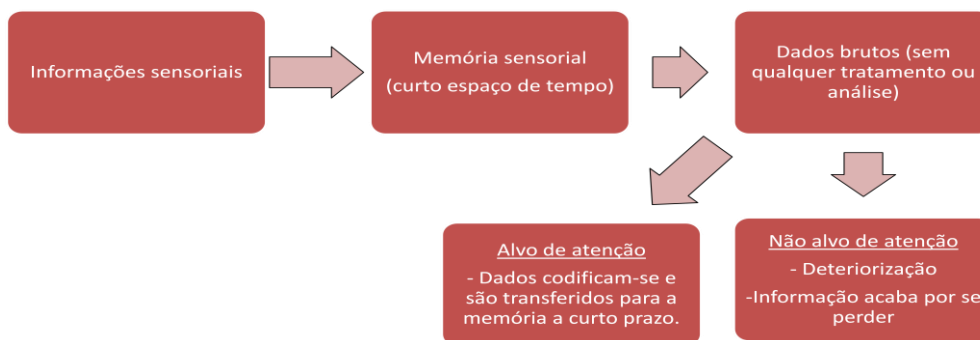 Informações sensoriais
Memória sensorial
(curto espaço de tempo)
Dados brutos (sem
qualquer tratamento ou
análise)
Alvo de atenção
- Dados codificam-se e
são transferidos para a
memória a curto prazo.
Não alvo de atenção
- Deteriorização
-Informação acaba por se
perder